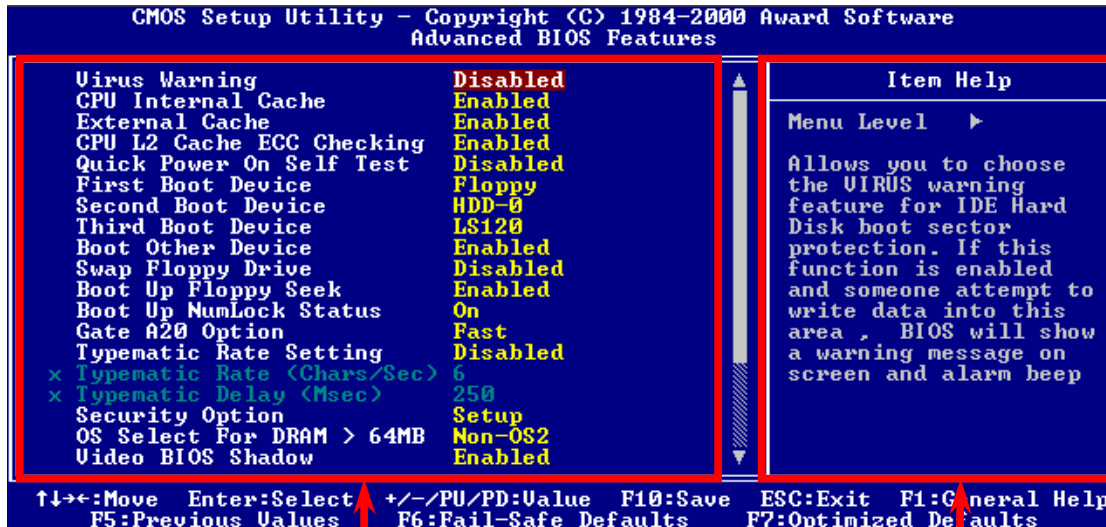 CMOS Setup Utility - Copyright (C) 1984-2000 Award Software
Advanced BIOS Features
Virus Warning Disabled
CPU Internal Cache Enabled
External Cache Enabled
CPU L2 Cache ECC Checking Enabled
Quick Power On Self Test Disabled
First Boot Device Floppy
Second Boot Device HDD-0
Third Boot Device LS120
Boot Other Device Enabled
Swap Floppy Drive Disabled
Boot Up Floppy Seek Enabled
Boot Up NumLock Status On
Gate A20 Option Fast
Typematic Rate Setting Disabled
x Typematic Rate (Chars/Sec) 6
x Typematic Delay (Msec) 250
Security Option Setup
OS Select For DRAM > 64MB Non-OS2
Video BIOS Shadow Enabled
Item Help
Menu Level ►
Allows you to choose
the VIRUS warning
feature for IDE Hard
Disk boot sector
protection. If this
function is enabled
and someone attempt to
write data into this
area , BIOS will show
a warning message on
screen and alarm beep
↑↓→←:Move Enter:Select +/-/PU/PD:Value F10:Save ESC:Exit F1:General Help
F5:Previous Values F6:Fail-Safe Defaults F7:Optimized Defaults